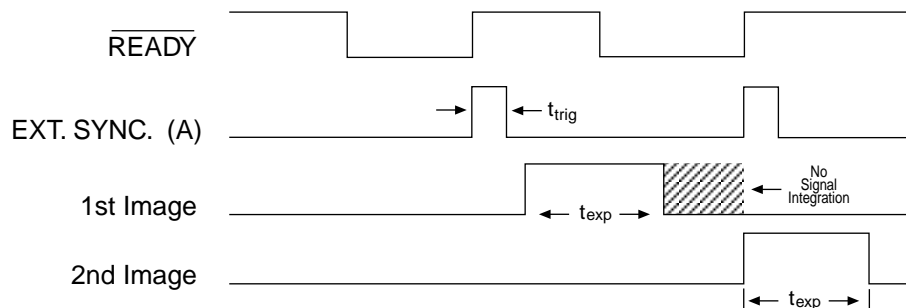 READY
EXT. SYNC. (A)
t_trig
1st Image
t_exp
No
Signal
Integration
2nd Image
t_exp